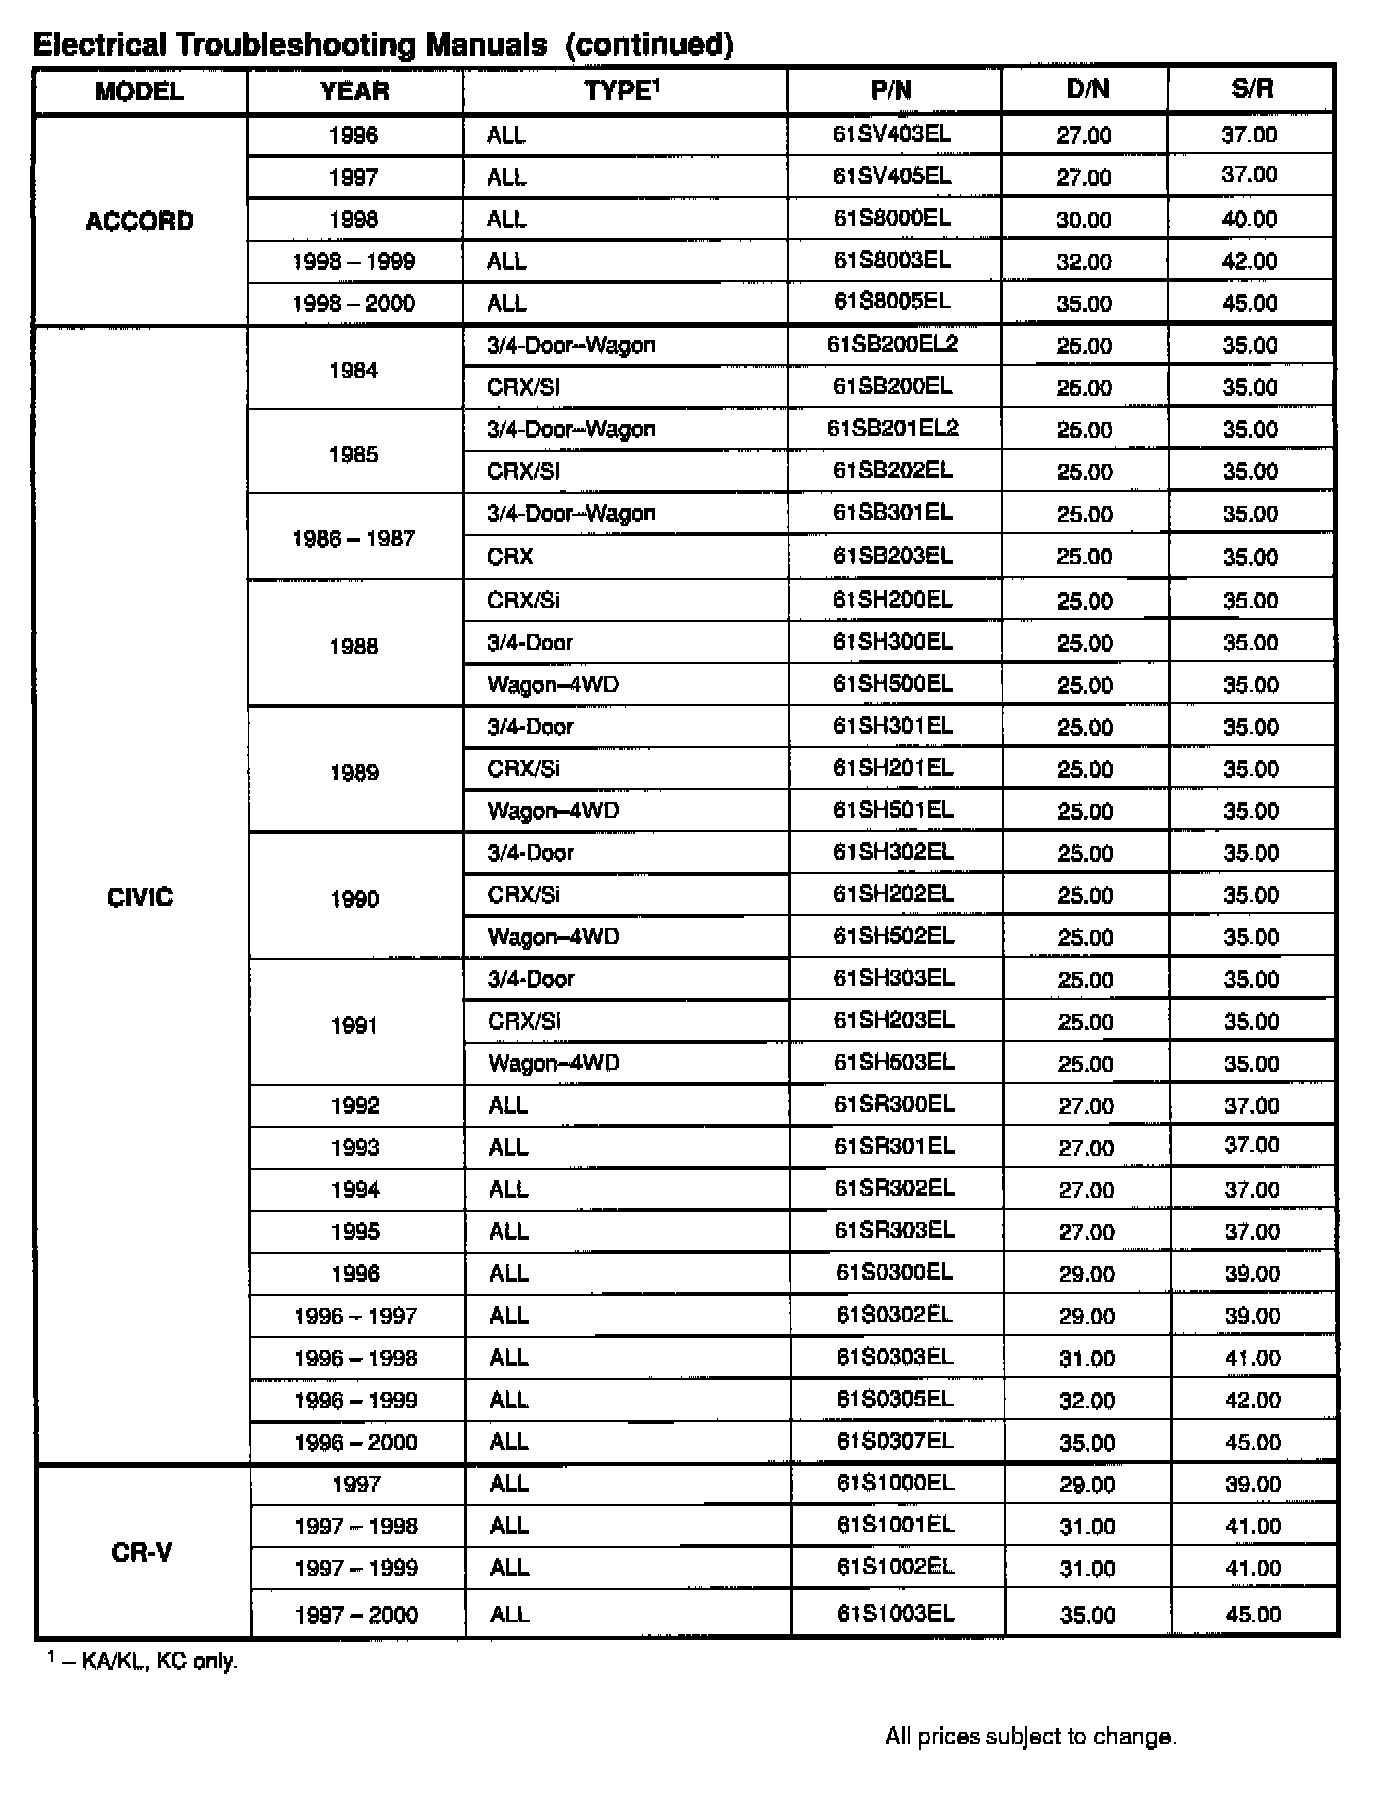 Electrical Troubleshooting Manuals (continued)
MODEL YEAR TYPE¹ P/N D/N S/R
ACCORD
1996 ALL 61SV403EL 27.00 37.00
1997 ALL 61SV405EL 27.00 37.00
1998 ALL 61S8000EL 30.00 40.00
1998 – 1999 ALL 61S8003EL 32.00 42.00
1998 – 2000 ALL 61S8005EL 35.00 45.00
CIVIC
1984
3/4-Door–Wagon 61SB200EL2 25.00 35.00
CRX/SI 61SB200EL 25.00 35.00
1985
3/4-Door–Wagon 61SB201EL2 25.00 35.00
CRX/SI 61SB202EL 25.00 35.00
1986 – 1987
3/4-Door–Wagon 61SB301EL 25.00 35.00
CRX 61SB203EL 25.00 35.00
1988
CRX/Si 61SH200EL 25.00 35.00
3/4-Door 61SH300EL 25.00 35.00
Wagon–4WD 61SH500EL 25.00 35.00
1989
3/4-Door 61SH301EL 25.00 35.00
CRX/Si 61SH201EL 25.00 35.00
Wagon–4WD 61SH501EL 25.00 35.00
1990
3/4-Door 61SH302EL 25.00 35.00
CRX/Si 61SH202EL 25.00 35.00
Wagon–4WD 61SH502EL 25.00 35.00
1991
3/4-Door 61SH303EL 25.00 35.00
CRX/SI 61SH203EL 25.00 35.00
Wagon–4WD 61SH503EL 25.00 35.00
1992 ALL 61SR300EL 27.00 37.00
1993 ALL 61SR301EL 27.00 37.00
1994 ALL 61SR302EL 27.00 37.00
1995 ALL 61SR303EL 27.00 37.00
1996 ALL 61S0300EL 29.00 39.00
1996 – 1997 ALL 61S0302EL 29.00 39.00
1996 – 1998 ALL 61S0303EL 31.00 41.00
1996 – 1999 ALL 61S0305EL 32.00 42.00
1996 – 2000 ALL 61S0307EL 35.00 45.00
CR-V
1997 ALL 61S1000EL 29.00 39.00
1997 – 1998 ALL 61S1001EL 31.00 41.00
1997 – 1999 ALL 61S1002EL 31.00 41.00
1997 – 2000 ALL 61S1003EL 35.00 45.00
¹ – KA/KL, KC only.
All prices subject to change.